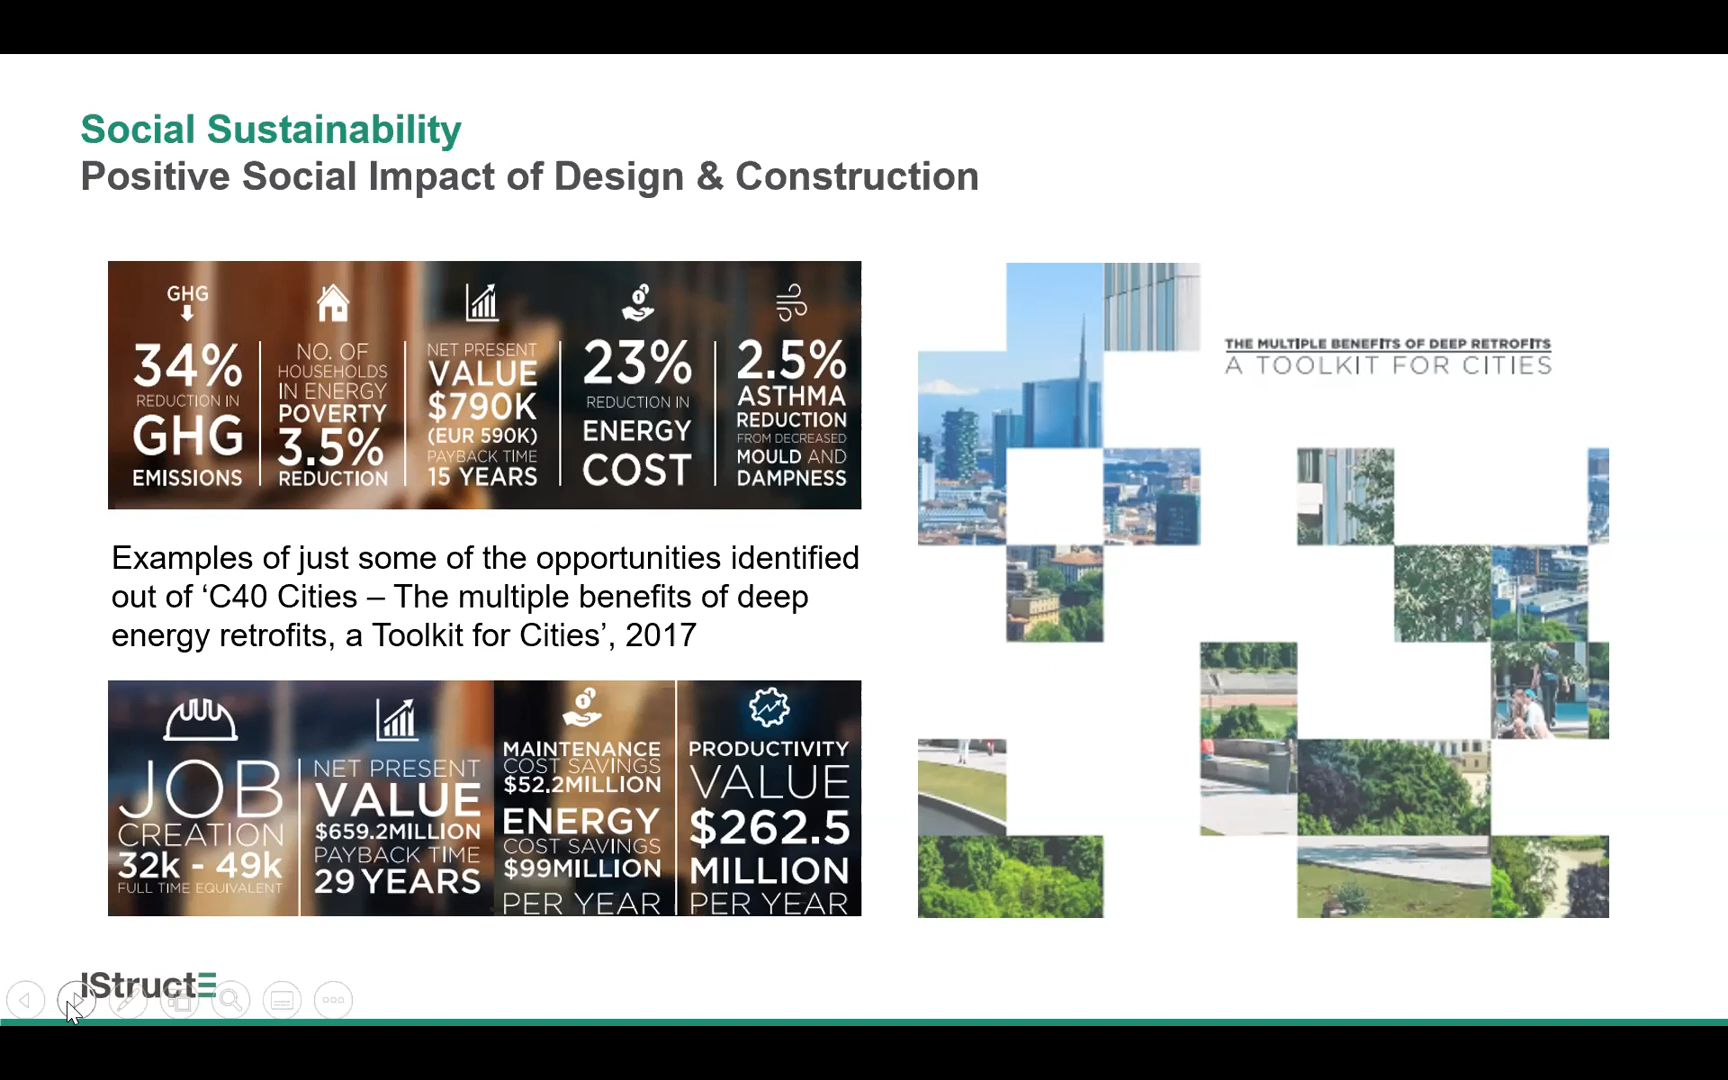 Social Sustainability
Positive Social Impact of Design & Construction
GHG
34%
REDUCTION IN
GHG
EMISSIONS
NO. OF
HOUSEHOLDS
IN ENERGY
POVERTY
3.5%
REDUCTION
NET PRESENT
VALUE
$790K
(EUR 590K)
PAYBACK TIME
15 YEARS
23%
REDUCTION IN
ENERGY
COST
2.5%
ASTHMA
REDUCTION
FROM DECREASED
MOULD AND
DAMPNESS
THE MULTIPLE BENEFITS OF DEEP RETROFITS
A TOOLKIT FOR CITIES
Examples of just some of the opportunities identified
out of ‘C40 Cities – The multiple benefits of deep
energy retrofits, a Toolkit for Cities’, 2017
JOB
CREATION
32k - 49k
FULL TIME EQUIVALENT
NET PRESENT
VALUE
$659.2MILLION
PAYBACK TIME
29 YEARS
MAINTENANCE
COST SAVINGS
$52.2MILLION
ENERGY
COST SAVINGS
$99MILLION
PER YEAR
PRODUCTIVITY
VALUE
$262.5
MILLION
PER YEAR
IStructE